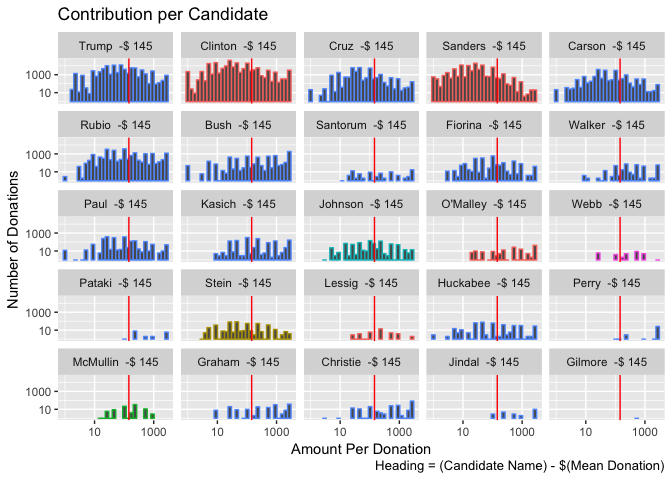 Contribution per Candidate
Trump -$ 145
Clinton -$ 145
Cruz -$ 145
Sanders -$ 145
Carson -$ 145
1000
10
Rubio -$ 145
Bush -$ 145
Santorum -$ 145
Fiorina -$ 145
Walker -$ 145
1000
10
Number of Donations
Paul -$ 145
Kasich -$ 145
Johnson -$ 145
O'Malley -$ 145
Webb -$ 145
1000
10
Pataki -$ 145
Stein -$ 145
Lessig -$ 145
Huckabee -$ 145
Perry -$ 145
1000
10
McMullin -$ 145
Graham -$ 145
Christie -$ 145
Jindal -$ 145
Gilmore -$ 145
1000
10
10 1000 10 1000 10 1000 10 1000 10 1000
Amount Per Donation
Heading = (Candidate Name) - $(Mean Donation)